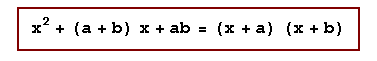 x² + (a + b) x + ab = (x + a) (x + b)